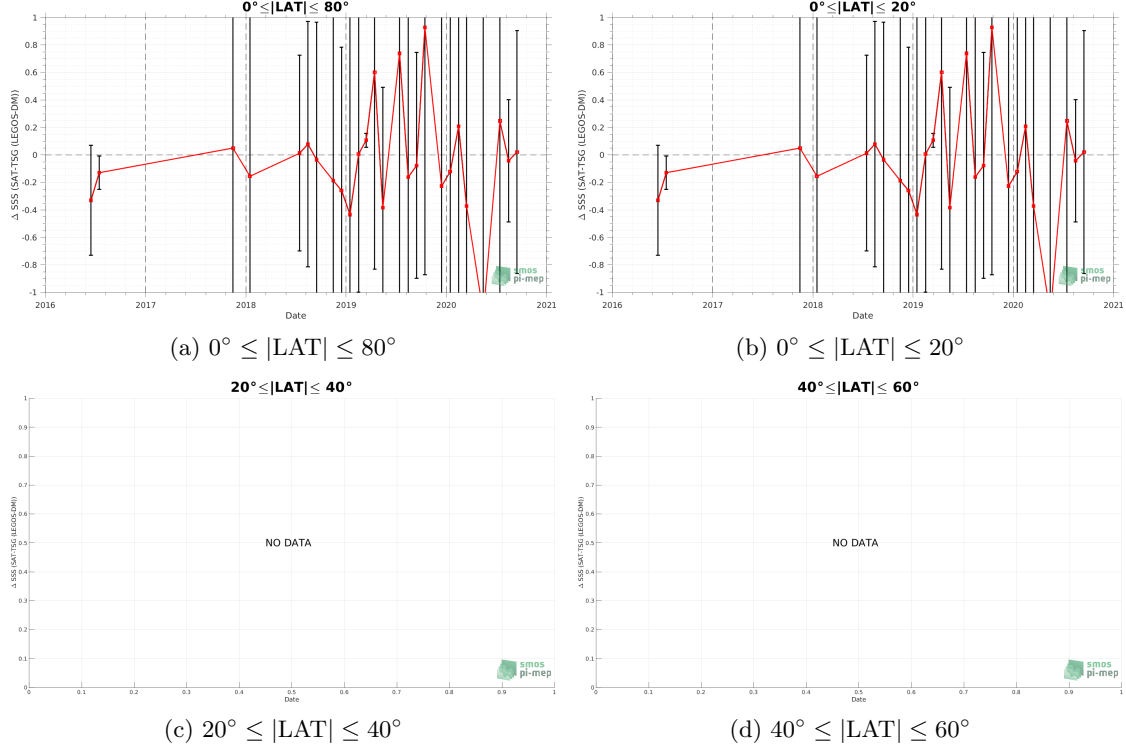 0°≤|LAT|≤ 80°
1
0.8
0.6
0.4
0.2
0
-0.2
-0.4
-0.6
-0.8
-1
Δ SSS (SAT-TSG (LEGOS-DM))
2016 2017 2018 2019 2020 2021
Date
smos
pi-mep
(a) 0° ≤ |LAT| ≤ 80°
0°≤|LAT|≤ 20°
1
0.8
0.6
0.4
0.2
0
-0.2
-0.4
-0.6
-0.8
-1
Δ SSS (SAT-TSG (LEGOS-DM))
2016 2017 2018 2019 2020 2021
Date
smos
pi-mep
(b) 0° ≤ |LAT| ≤ 20°
20°≤|LAT|≤ 40°
1
0.9
0.8
0.7
0.6
0.5
0.4
0.3
0.2
0.1
0
Δ SSS (SAT-TSG (LEGOS-DM))
NO DATA
0 0.1 0.2 0.3 0.4 0.5 0.6 0.7 0.8 0.9 1
Date
smos
pi-mep
(c) 20° ≤ |LAT| ≤ 40°
40°≤|LAT|≤ 60°
1
0.9
0.8
0.7
0.6
0.5
0.4
0.3
0.2
0.1
0
Δ SSS (SAT-TSG (LEGOS-DM))
NO DATA
0 0.1 0.2 0.3 0.4 0.5 0.6 0.7 0.8 0.9 1
Date
smos
pi-mep
(d) 40° ≤ |LAT| ≤ 60°